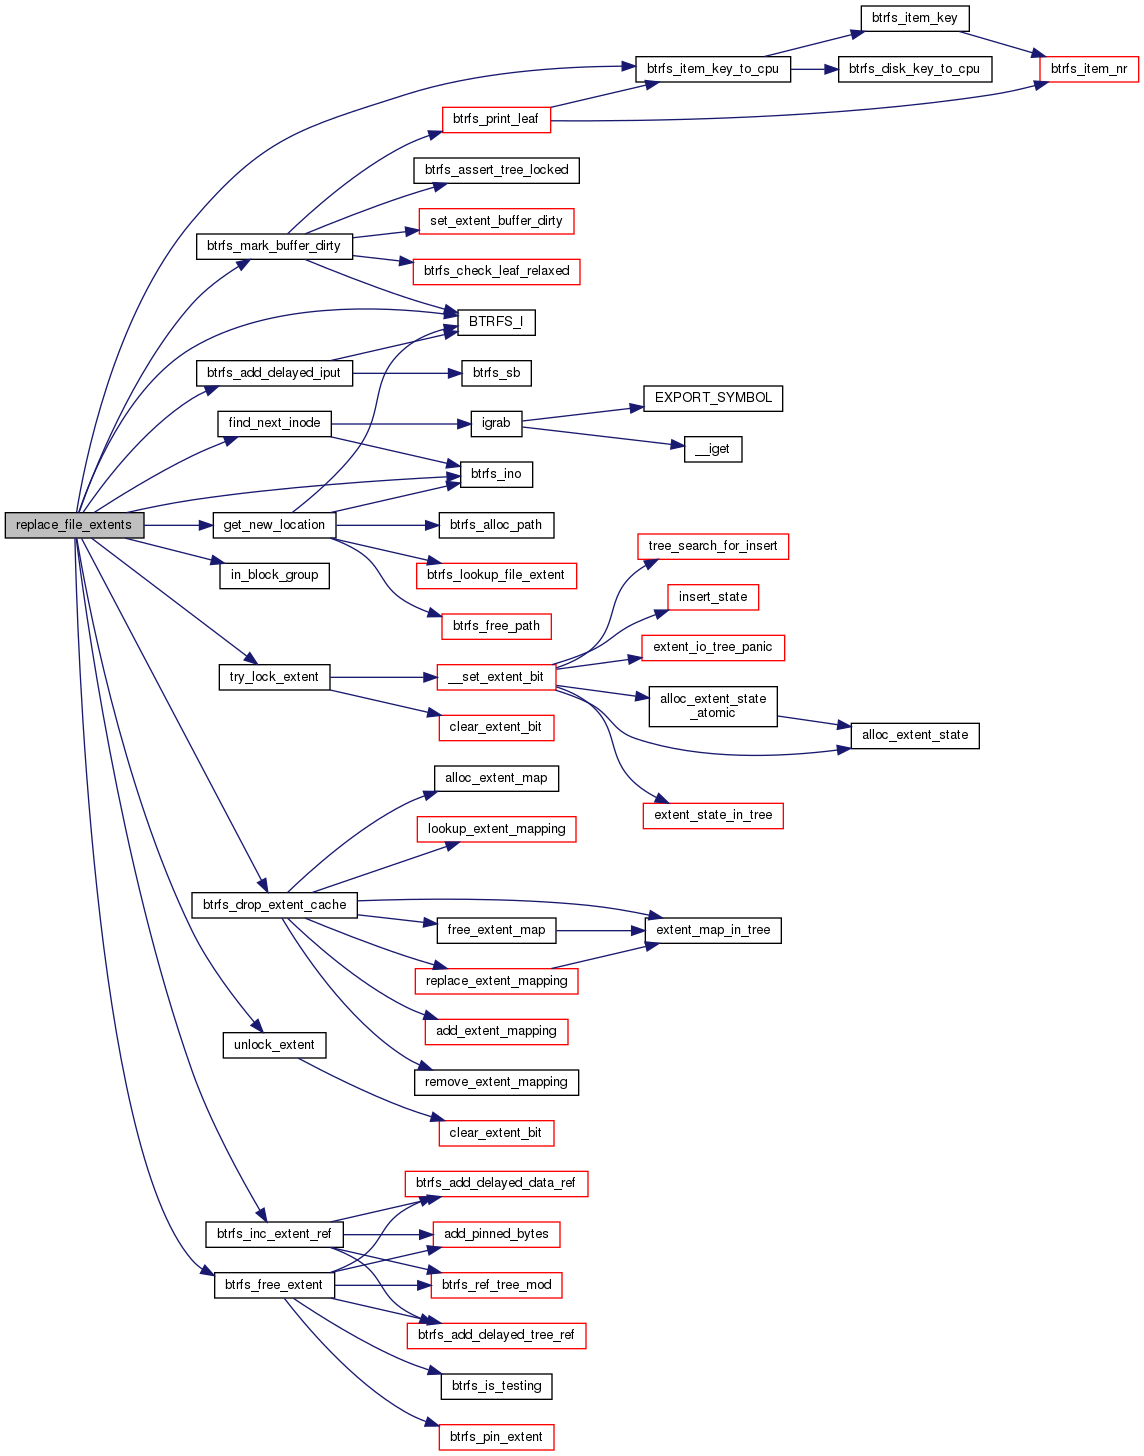 btrfs_item_key
btrfs_item_key_to_cpu
btrfs_disk_key_to_cpu
btrfs_item_nr
btrfs_print_leaf
btrfs_assert_tree_locked
set_extent_buffer_dirty
btrfs_mark_buffer_dirty
btrfs_check_leaf_relaxed
BTRFS_I
btrfs_add_delayed_iput
btrfs_sb
EXPORT_SYMBOL
find_next_inode
igrab
__iget
btrfs_ino
replace_file_extents
get_new_location
btrfs_alloc_path
tree_search_for_insert
in_block_group
btrfs_lookup_file_extent
insert_state
btrfs_free_path
extent_io_tree_panic
try_lock_extent
__set_extent_bit
alloc_extent_state
_atomic
clear_extent_bit
alloc_extent_state
alloc_extent_map
extent_state_in_tree
lookup_extent_mapping
btrfs_drop_extent_cache
free_extent_map
extent_map_in_tree
replace_extent_mapping
add_extent_mapping
unlock_extent
remove_extent_mapping
clear_extent_bit
btrfs_add_delayed_data_ref
btrfs_inc_extent_ref
add_pinned_bytes
btrfs_free_extent
btrfs_ref_tree_mod
btrfs_add_delayed_tree_ref
btrfs_is_testing
btrfs_pin_extent